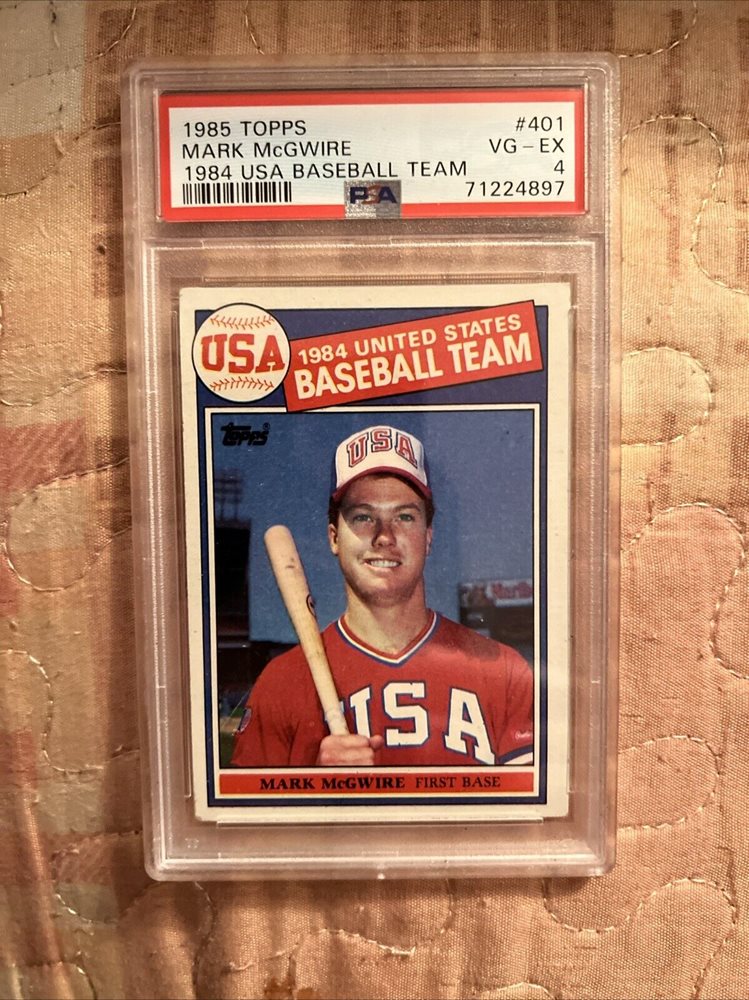 1985 TOPPS #401
MARK McGWIRE VG - EX
1984 USA BASEBALL TEAM 4
PSA 71224897
USA
1984 UNITED STATES
BASEBALL TEAM
TOPPS®
USA
USA
MARK McGWIRE FIRST BASE